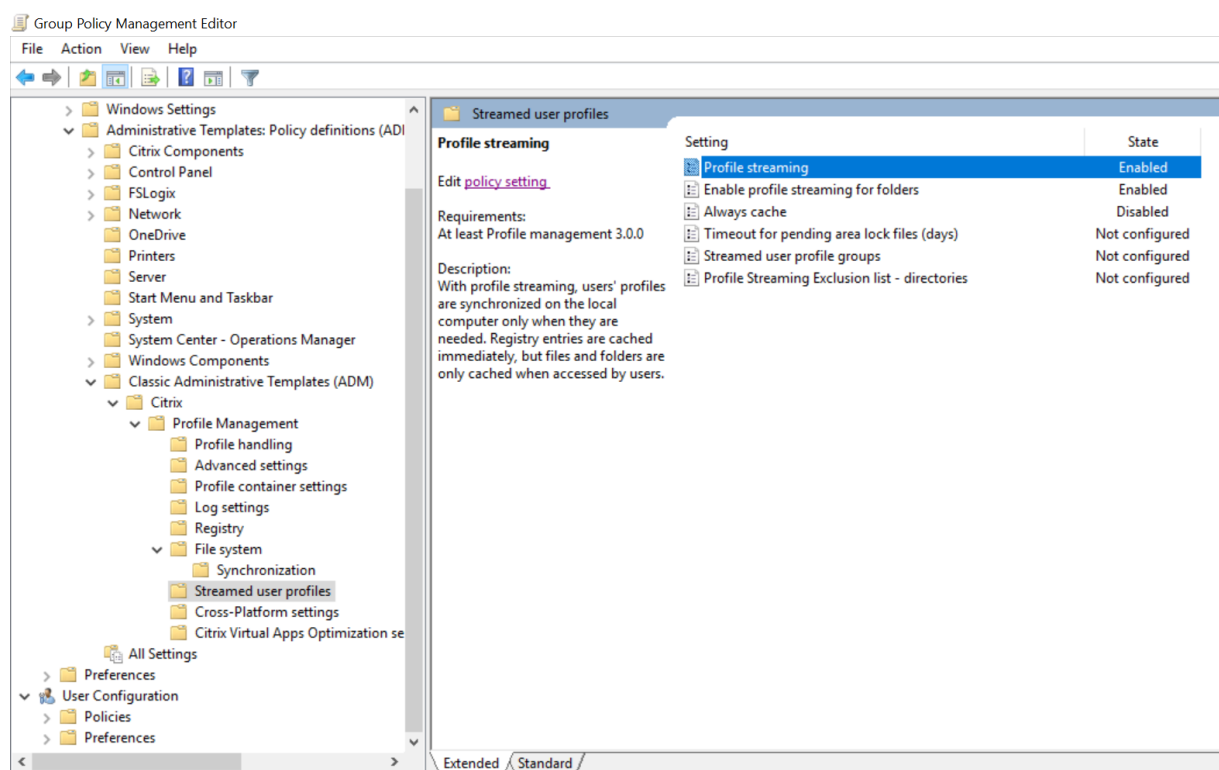 Group Policy Management Editor
File Action View Help
Windows Settings
Administrative Templates: Policy definitions (ADI
Citrix Components
Control Panel
FSLogix
Network
OneDrive
Printers
Server
Start Menu and Taskbar
System
System Center - Operations Manager
Windows Components
Classic Administrative Templates (ADM)
Citrix
Profile Management
Profile handling
Advanced settings
Profile container settings
Log settings
Registry
File system
Synchronization
Streamed user profiles
Cross-Platform settings
Citrix Virtual Apps Optimization se
All Settings
Preferences
User Configuration
Policies
Preferences
Streamed user profiles
Profile streaming
Edit policy setting
Requirements:
At least Profile management 3.0.0
Description:
With profile streaming, users' profiles
are synchronized on the local
computer only when they are
needed. Registry entries are cached
immediately, but files and folders are
only cached when accessed by users.
Setting State
Profile streaming Enabled
Enable profile streaming for folders Enabled
Always cache Disabled
Timeout for pending area lock files (days) Not configured
Streamed user profile groups Not configured
Profile Streaming Exclusion list - directories Not configured
Extended Standard